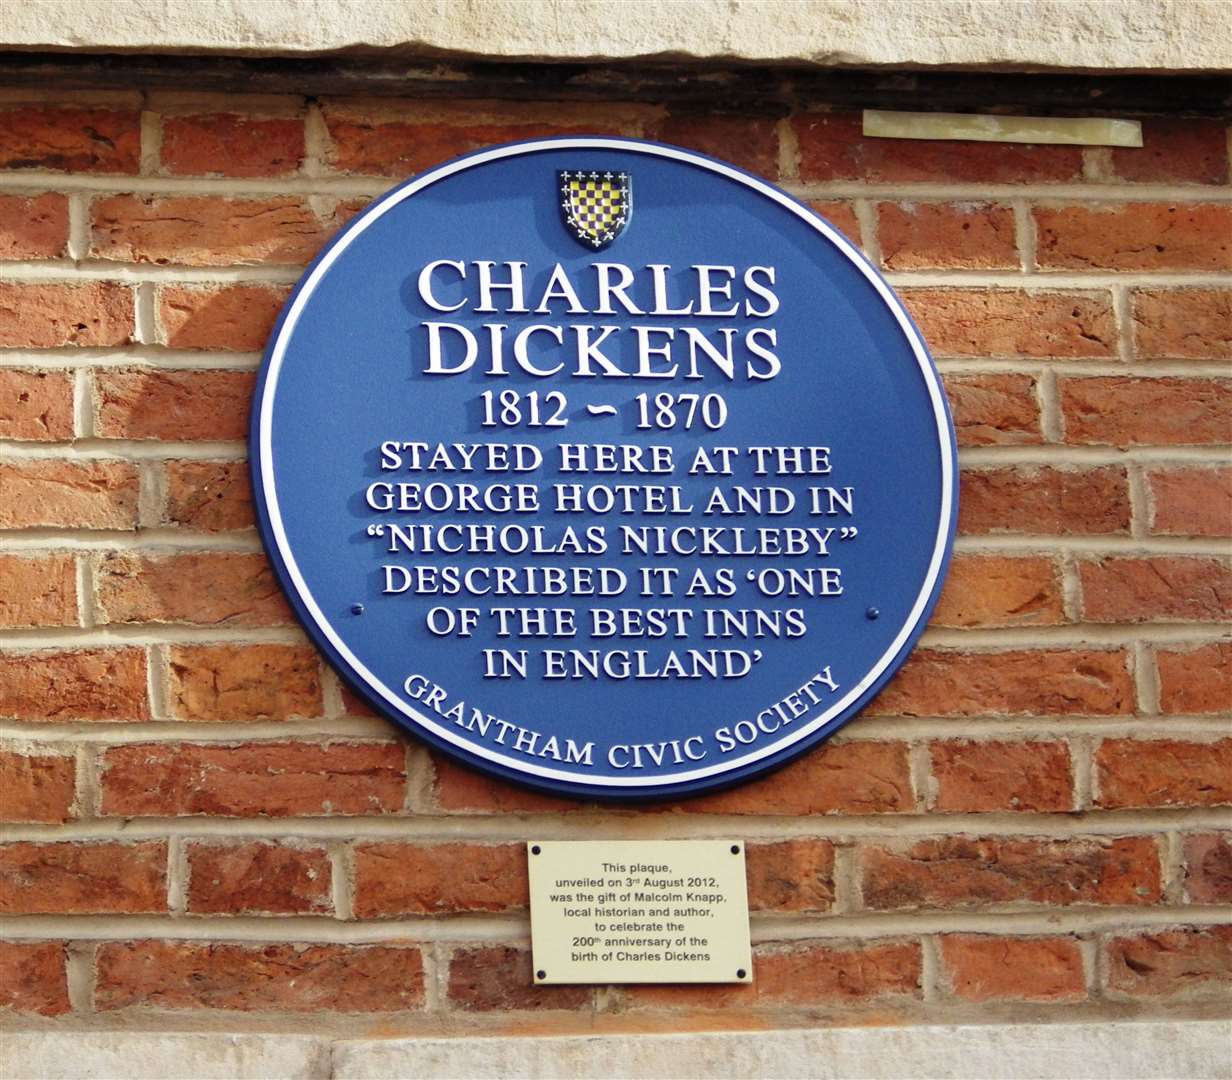 CHARLES
DICKENS
1812 ~ 1870
STAYED HERE AT THE
GEORGE HOTEL AND IN
“NICHOLAS NICKLEBY”
DESCRIBED IT AS ‘ONE
OF THE BEST INNS
IN ENGLAND’
GRANTHAM CIVIC SOCIETY
This plaque,
unveiled on 3rd August 2012,
was the gift of Malcolm Knapp,
local historian and author,
to celebrate the
200th anniversary of the
birth of Charles Dickens